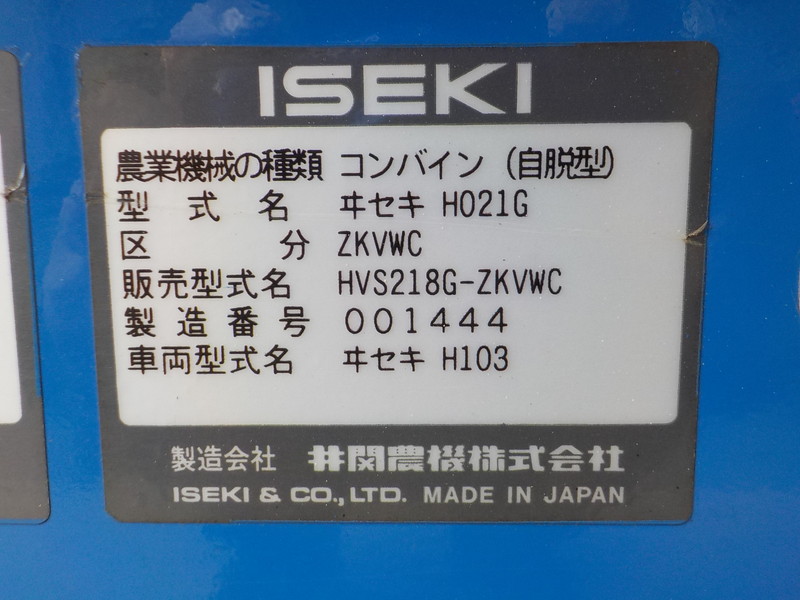 ISEKI
農業機械の種類 コンバイン（自脱型）
型式名 ヰセキ H021G
区分 ZKVWC
販売型式名 HVS218G-ZKVWC
製造番号 001444
車両型式名 ヰセキ H103
製造会社 井関農機株式会社
ISEKI & CO., LTD. MADE IN JAPAN